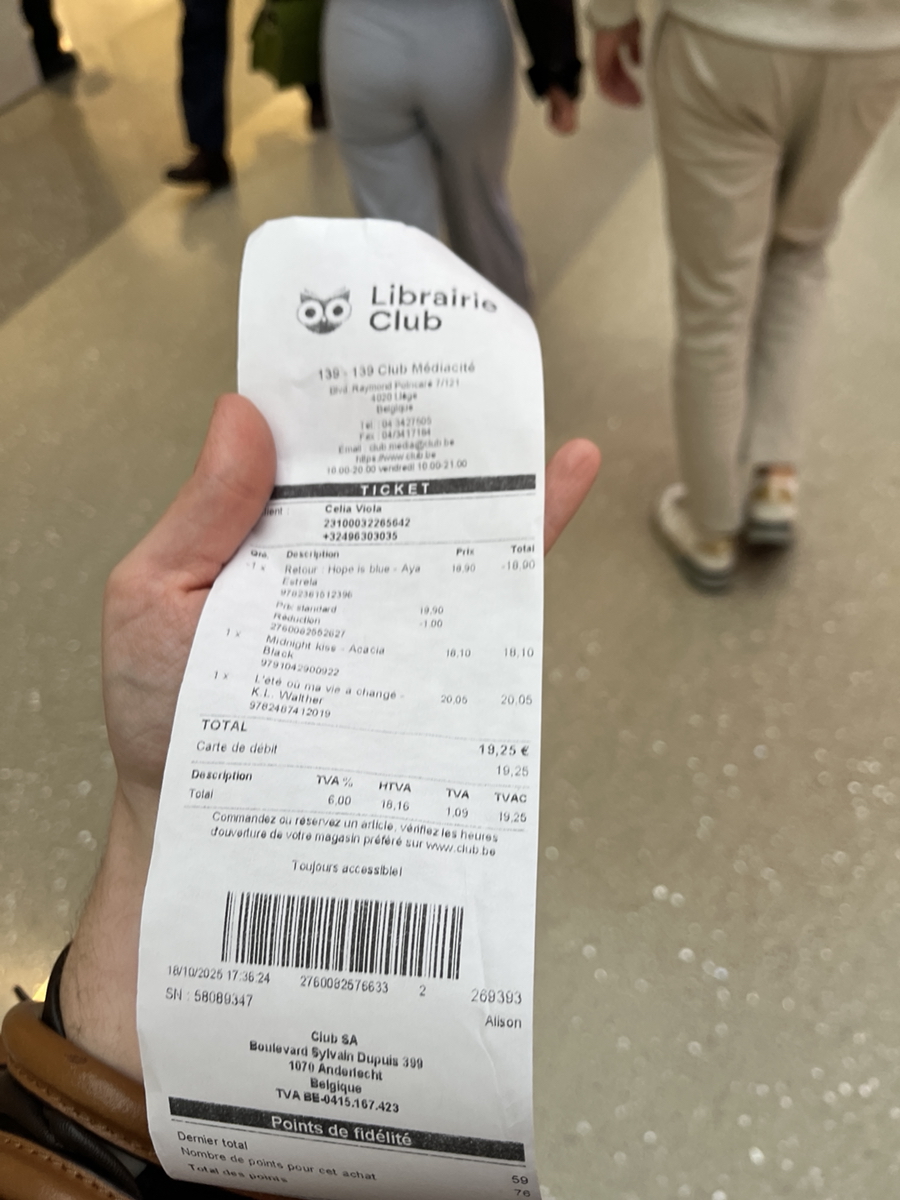 Librairie
Club
139 - 139 Club Médiacité
Blvd. Raymond Poincaré 7/121
4020 Liège
Belgique
Tel : 04 3427505
Fax : 04/3417184
Email : club.media@club.be
https://www.club.be
10.00-20.00 vendredi 10.00-21.00
TICKET
Celia Viola
23100032265642
+32496303035
Qté. Description Prix Total
-1 x Retour : Hope is blue - Aya 18,90 -18,90
Estrela
9782381512396
Prix standard 19,90
Réduction -1,00
2760082562627
1 x Midnight kiss - Acacia 18,10 18,10
Black
9791042900922
1 x L'été où ma vie a changé - 20,05 20,05
K.L. Walther
9782487412019
TOTAL 19,25 €
Carte de débit 19,25
Description TVA % HTVA TVA TVAC
Total 6,00 18,16 1,09 19,25
Commandez ou réservez un article, vérifiez les heures
d'ouverture de votre magasin préféré sur www.club.be
Toujours accessible!
18/10/2025 17:36:24 2760082576633 2 269393
SN : 58089347 Alison
Club SA
Boulevard Sylvain Dupuis 399
1070 Anderlecht
Belgique
TVA BE-0415.167.423
Points de fidélité
Dernier total 59
Nombre de points pour cet achat 76
Total des points